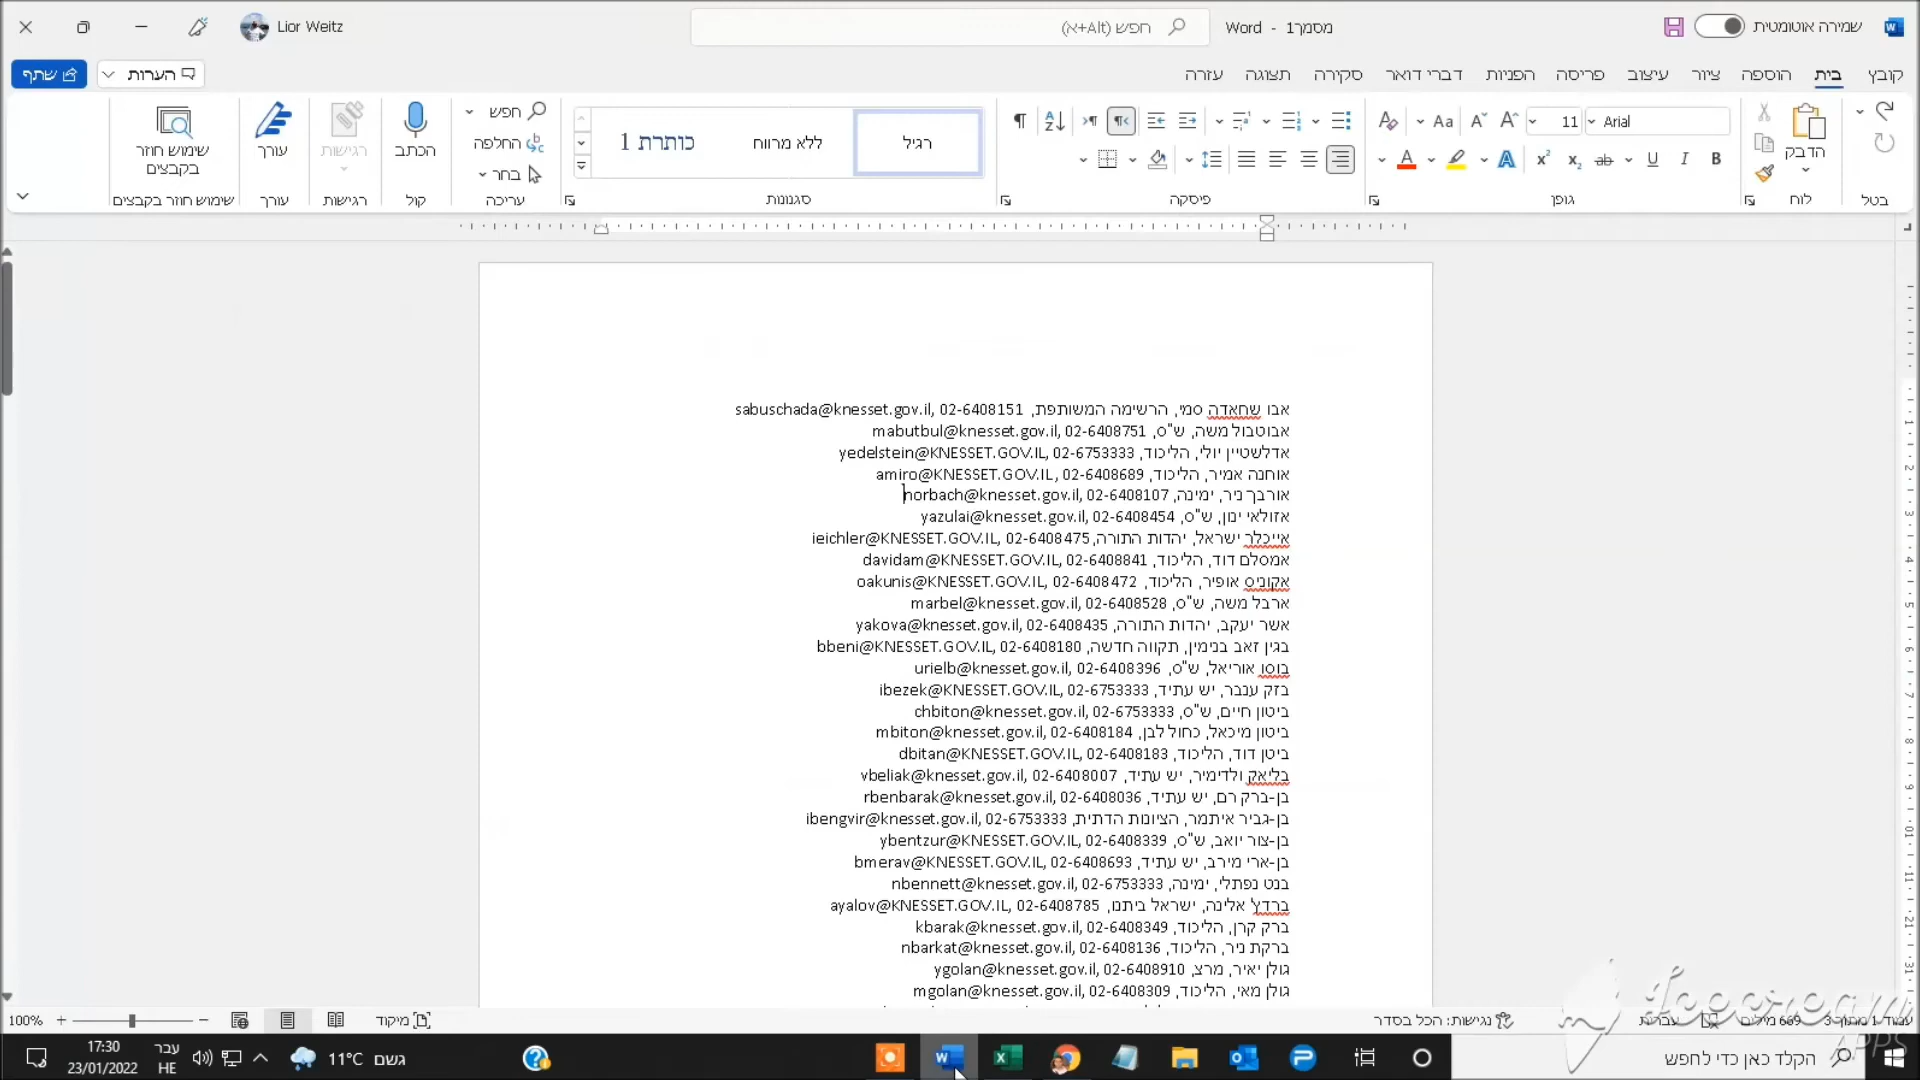 שמירה אוטומטית
מסמך1 - Word
חפש (Alt+א)
Lior Weitz
קובץ בית הוספה ציור עיצוב פריסה הפניות דברי דואר סקירה תצוגה עזרה
הערות
שתף
Arial 11
הדבק
רגיל
ללא מרווח
כותרת 1
חפש
החלפה
בחר
הכתב
רגישות
עורך
שימוש חוזר
בקבצים
בטל
לוח
גופן
פיסקה
סגנונות
עריכה
קול
רגישות
עורך
שימוש חוזר בקבצים
אבו שחאדה סמי, הרשימה המשותפת, sabuschada@knesset.gov.il, 02-6408151
אבוטבול משה, ש"ס, mabutbul@knesset.gov.il, 02-6408751
אדלשטיין יולי, הליכוד, yedelstein@KNESSET.GOV.IL, 02-6753333
אוחנה אמיר, הליכוד, amiro@KNESSET.GOV.IL, 02-6408689
אורבך ניר, ימינה, norbach@knesset.gov.il, 02-6408107
אזולאי ינון, ש"ס, yazulai@knesset.gov.il, 02-6408454
אייכלר ישראל, יהדות התורה, ieichler@KNESSET.GOV.IL, 02-6408475
אמסלם דוד, הליכוד, davidam@KNESSET.GOV.IL, 02-6408841
אקוניס אופיר, הליכוד, oakunis@KNESSET.GOV.IL, 02-6408472
ארבל משה, ש"ס, marbel@knesset.gov.il, 02-6408528
אשר יעקב, יהדות התורה, yakova@knesset.gov.il, 02-6408435
בגין זאב בנימין, תקווה חדשה, bbeni@KNESSET.GOV.IL, 02-6408180
בוסו אוריאל, ש"ס, urielb@knesset.gov.il, 02-6408396
בזק ענבר, יש עתיד, ibezek@KNESSET.GOV.IL, 02-6753333
ביטון חיים, ש"ס, chbiton@knesset.gov.il, 02-6753333
ביטון מיכאל, כחול לבן, mbiton@knesset.gov.il, 02-6408184
ביטן דוד, הליכוד, dbitan@KNESSET.GOV.IL, 02-6408183
בליאק ולדימיר, יש עתיד, vbeliak@knesset.gov.il, 02-6408007
בן-ברק רם, יש עתיד, rbenbarak@knesset.gov.il, 02-6408036
בן-גביר איתמר, הציונות הדתית, ibengvir@knesset.gov.il, 02-6753333
בן-צור יואב, ש"ס, ybentzur@KNESSET.GOV.IL, 02-6408339
בן-ארי מירב, יש עתיד, bmerav@KNESSET.GOV.IL, 02-6408693
בנט נפתלי, ימינה, nbennett@knesset.gov.il, 02-6753333
ברדץ' אלינה, ישראל ביתנו, ayalov@KNESSET.GOV.IL, 02-6408785
ברק קרן, הליכוד, kbarak@knesset.gov.il, 02-6408349
ברקת ניר, הליכוד, nbarkat@knesset.gov.il, 02-6408136
גולן יאיר, מרצ, ygolan@knesset.gov.il, 02-6408910
גולן מאי, הליכוד, mgolan@knesset.gov.il, 02-6408309
עמוד 1 מתוך 3 669 מילים עברית נגישות: הכל בסדר
מיקוד
100%
Icecream
APPS
הקלד כאן כדי לחפש
11°C גשם
עבר
HE
17:30
23/01/2022